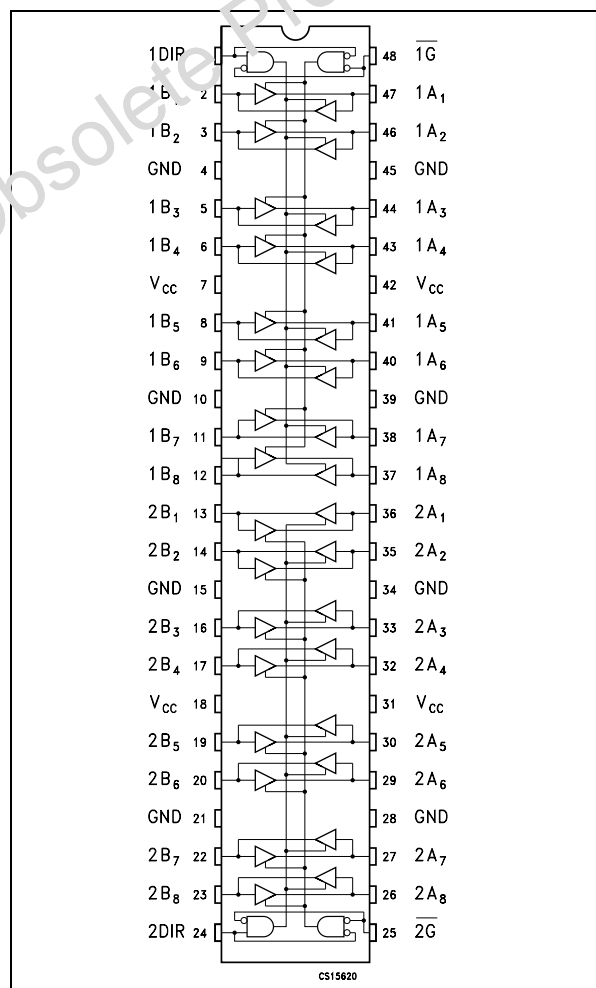 1DIR 48 1G
1B 2 47 1A1
1B2 3 46 1A2
GND 4 45 GND
1B3 5 44 1A3
1B4 6 43 1A4
VCC 7 42 VCC
1B5 8 41 1A5
1B6 9 40 1A6
GND 10 39 GND
1B7 11 38 1A7
1B8 12 37 1A8
2B1 13 36 2A1
2B2 14 35 2A2
GND 15 34 GND
2B3 16 33 2A3
2B4 17 32 2A4
VCC 18 31 VCC
2B5 19 30 2A5
2B6 20 29 2A6
GND 21 28 GND
2B7 22 27 2A7
2B8 23 26 2A8
2DIR 24 25 2G
CS15620